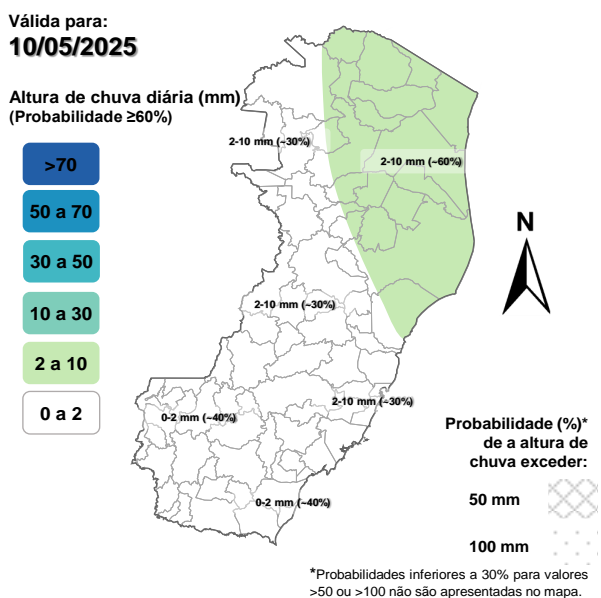 Válida para:
10/05/2025
Altura de chuva diária (mm)
(Probabilidade ≥60%)
>70
50 a 70
30 a 50
10 a 30
2 a 10
0 a 2
2-10 mm (~30%)
2-10 mm (~60%)
2-10 mm (~30%)
2-10 mm (~30%)
0-2 mm (~40%)
0-2 mm (~40%)
N
Probabilidade (%)*
de a altura de
chuva exceder:
50 mm
100 mm
*Probabilidades inferiores a 30% para valores
>50 ou >100 não são apresentadas no mapa.